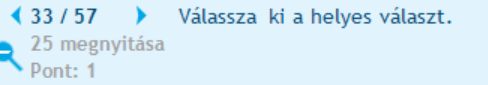 33 / 57 Válassza ki a helyes választ.
25 megnyitása
Pont: 1